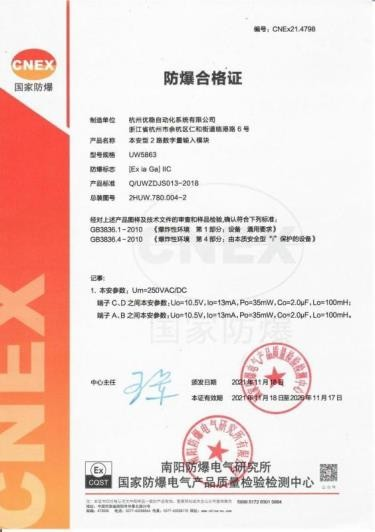 编号：CNEx21.4798
CNEX
国家防爆
防爆合格证
制造单位 杭州优稳自动化系统有限公司
浙江省杭州市余杭区仁和街道临港路 6 号
产品名称 本安型 2 路数字量输入模块
型号规格 UW5863
防爆标志 [Ex ia Ga] IIC
产品标准 Q/UWZDJS013-2018
总装图号 2HUW.780.004-2
经对上述产品图样及技术文件的审查和样品检验,确认符合下列标准:
GB3836.1-2010 《爆炸性环境 第 1 部分：设备 通用要求》
GB3836.4-2010 《爆炸性环境 第 4 部分：由本质安全型“i”保护的设备》
CNEX
国家防爆
记事：
1. 本安参数：Um=250VAC/DC
端子 C、D 之间本安参数：Uo=10.5V, Io=13mA, Po=35mW, Co=2.0μF, Lo=100mH;
端子 A、B 之间本安参数：Uo=10.5V, Io=13mA, Po=35mW, Co=2.0μF, Lo=100mH。
中心主任
颁发日期 2021年11月18日
本证有效期 2021年11月18日至2026年11月17日
CNEX
Ex
CQST
南阳防爆电气研究所
国家防爆电气产品质量检验检测中心